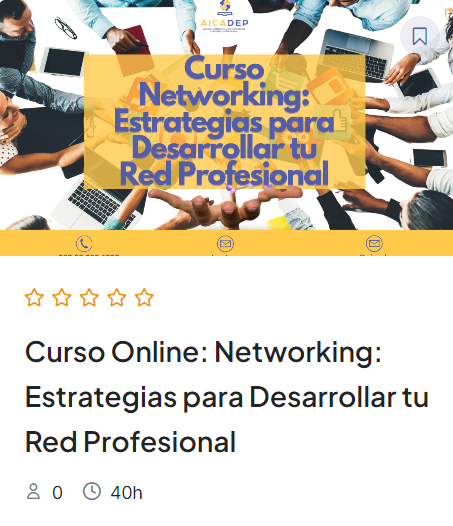 AICADEP
Curso
Networking:
Estrategias para
Desarrollar tu
Red Profesional
Curso Online: Networking:
Estrategias para Desarrollar tu
Red Profesional
0 40h